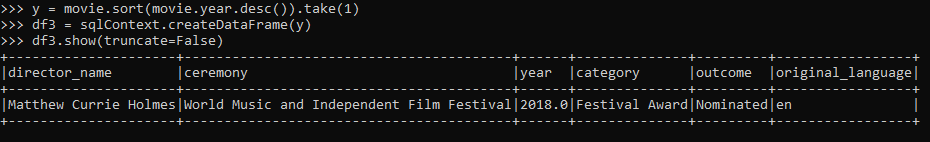 >>> y = movie.sort(movie.year.desc()).take(1)
>>> df3 = sqlContext.createDataFrame(y)
>>> df3.show(truncate=False)
+---------------------+-----------------------------------------+------+--------------+---------+-----------------+
|director_name        |ceremony                                 |year  |category      |outcome  |original_language|
+---------------------+-----------------------------------------+------+--------------+---------+-----------------+
|Matthew Currie Holmes|World Music and Independent Film Festival|2018.0|Festival Award|Nominated|en               |
+---------------------+-----------------------------------------+------+--------------+---------+-----------------+